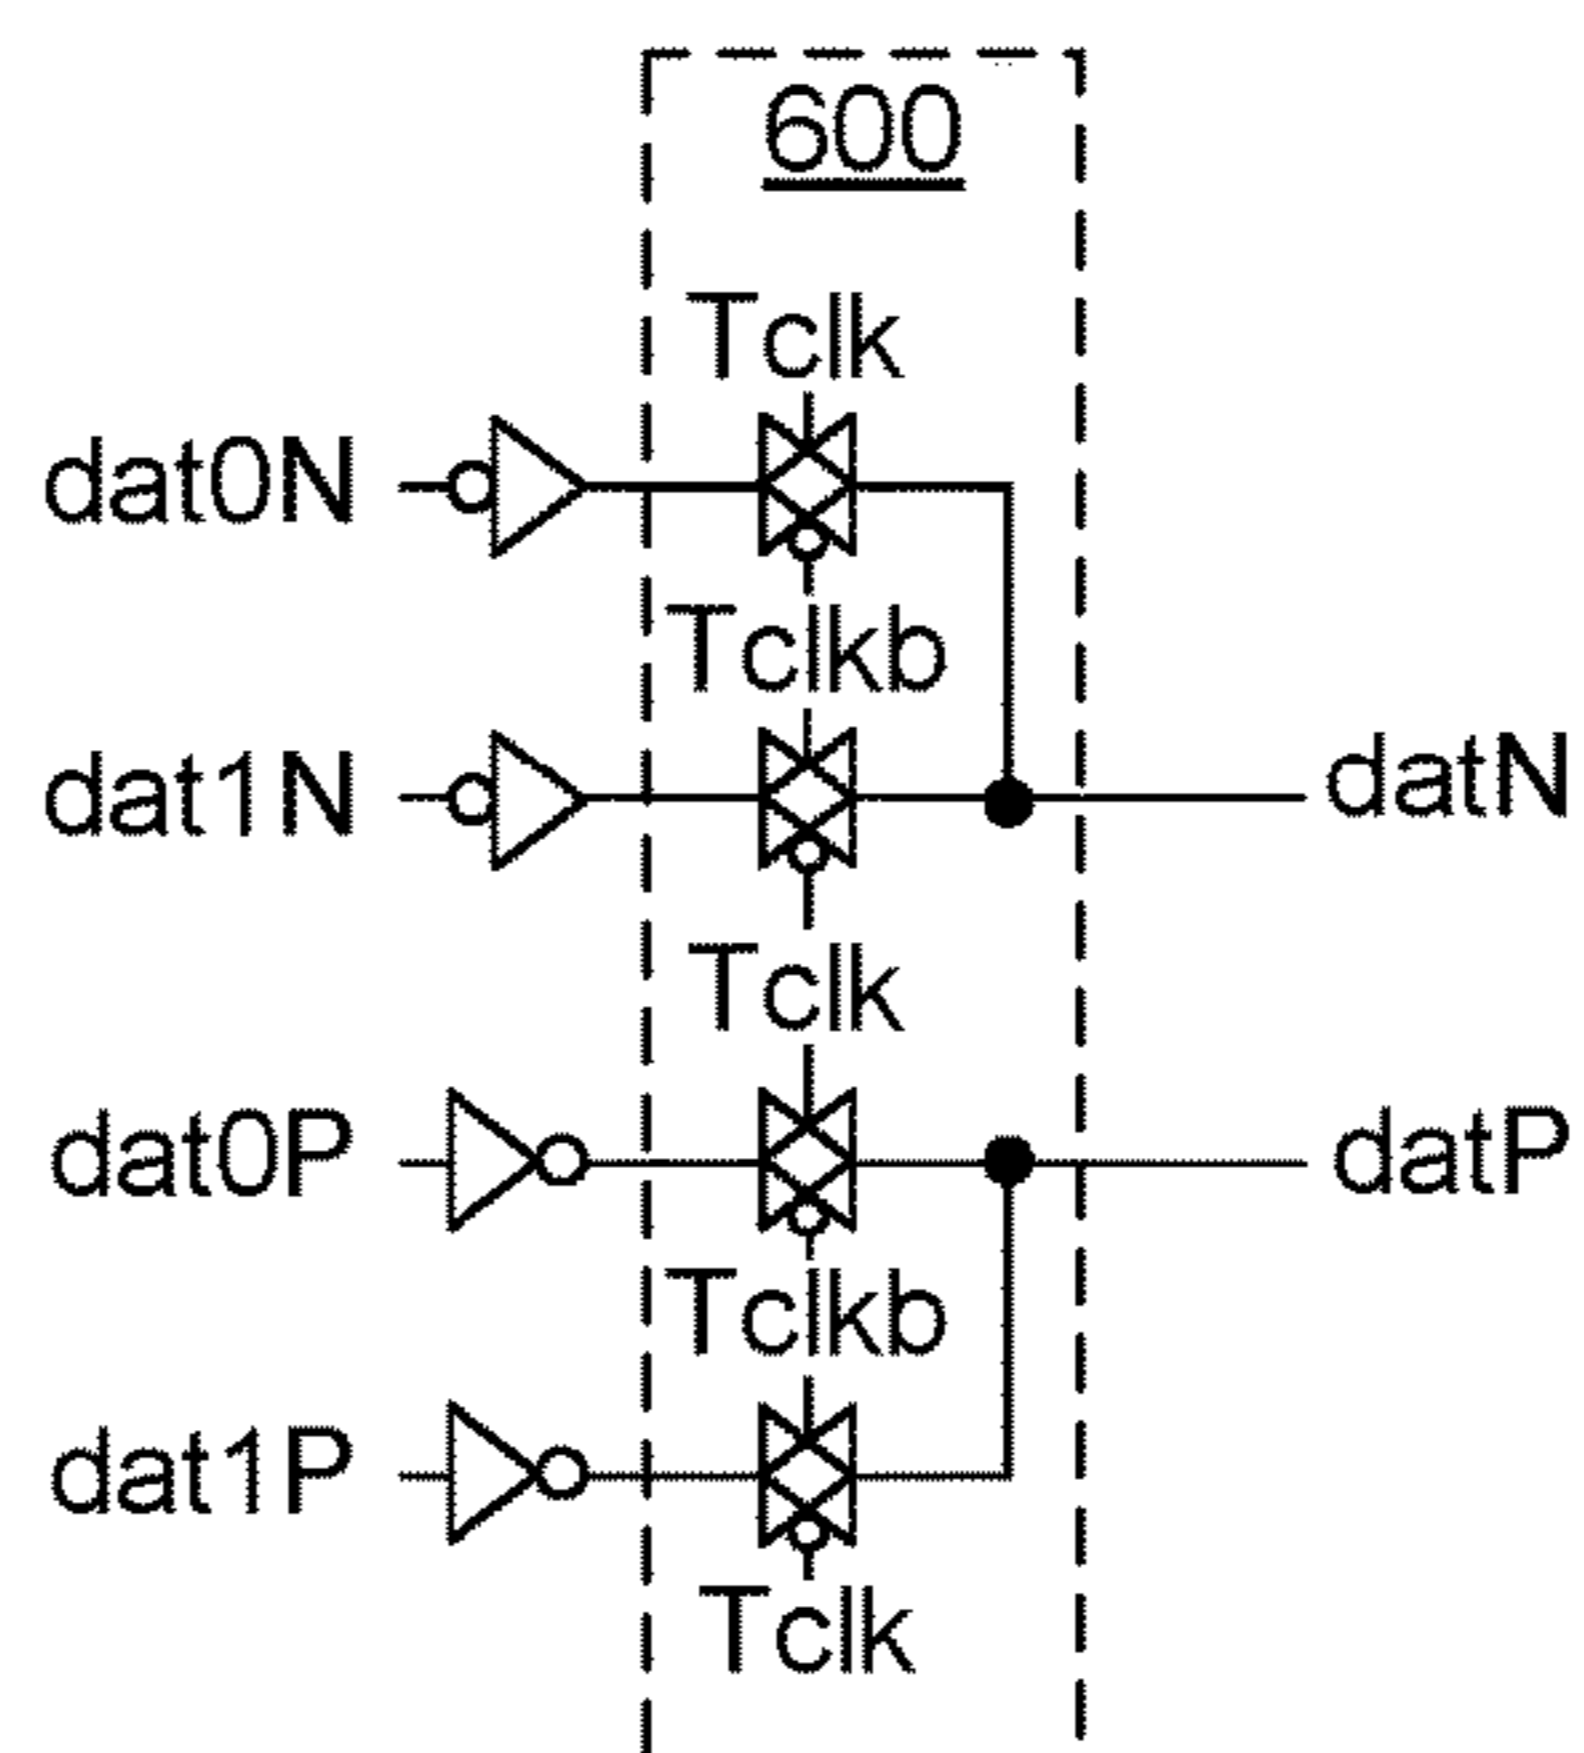 600
Tclk
dat0N
Tclkb
dat1N
datN
Tclk
dat0P
datP
Tclkb
dat1P
Tclk